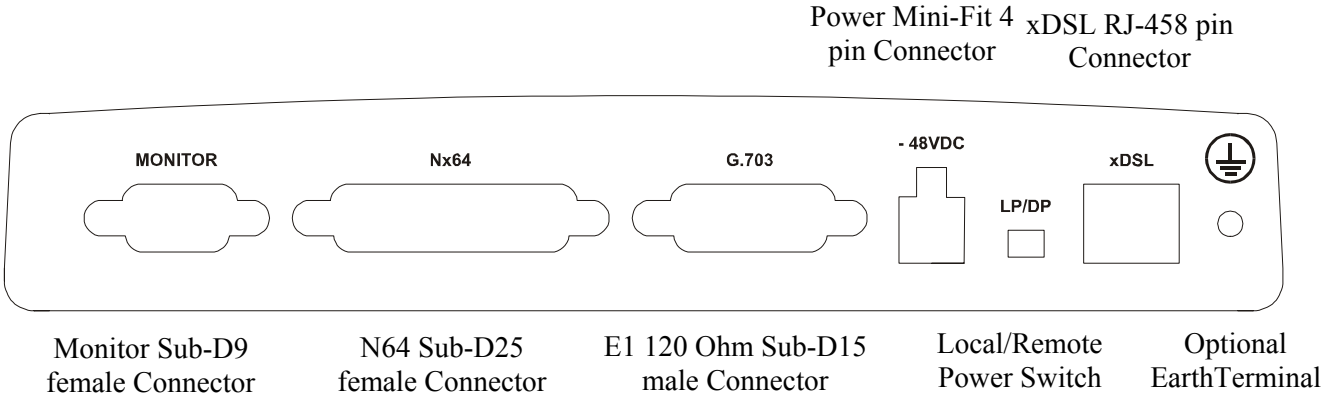 Power Mini-Fit 4
pin Connector
xDSL RJ-458 pin
Connector
MONITOR
Nx64
G.703
- 48VDC
LP/DP
xDSL
Monitor Sub-D9
female Connector
N64 Sub-D25
female Connector
E1 120 Ohm Sub-D15
male Connector
Local/Remote
Power Switch
Optional
EarthTerminal